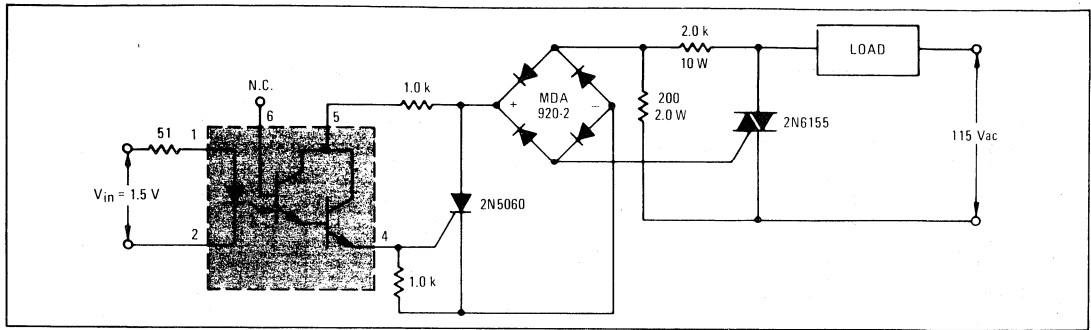 2.0 k
10 W
LOAD
1.0 k
N.C.
+
MDA
920-2
−
200
2.0 W
2N6155
115 Vac
51
1
6
5
V_in = 1.5 V
2N5060
2
4
1.0 k